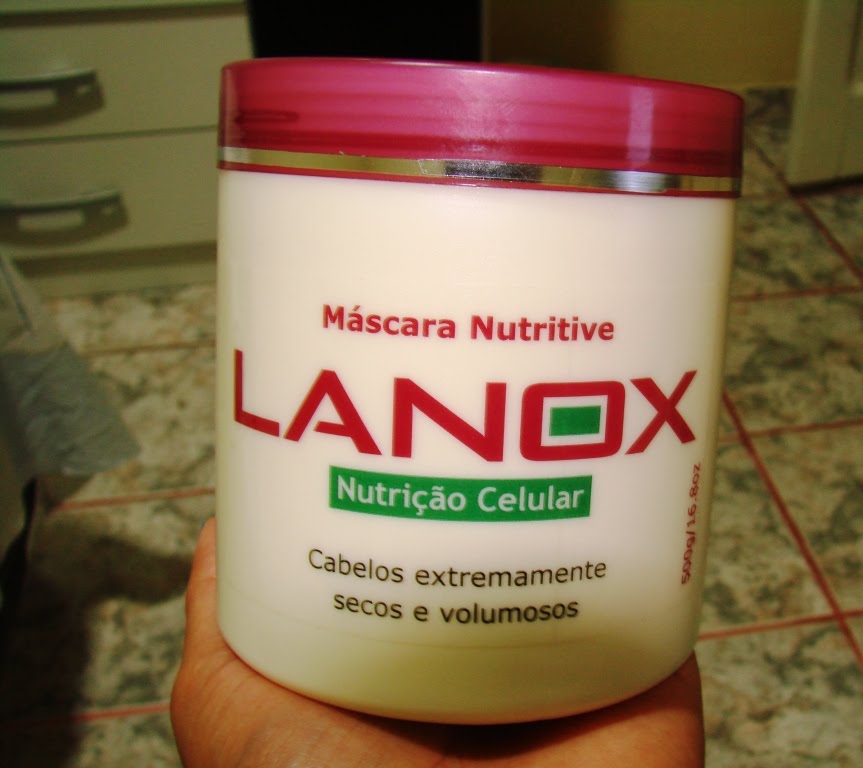 Máscara Nutritive
LANOX
Nutrição Celular
Cabelos extremamente
secos e volumosos
500g/16.8oz